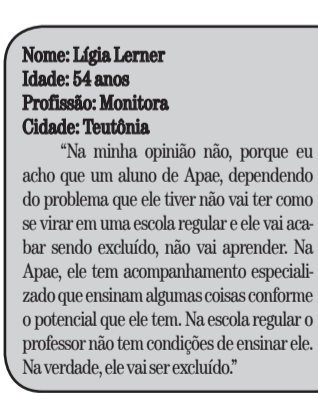 Nome: Lígia Lerner
Idade: 54 anos
Profissão: Monitora
Cidade: Teutônia
“Na minha opinião não, porque eu
acho que um aluno de Apae, dependendo
do problema que ele tiver não vai ter como
se virar em uma escola regular e ele vai aca-
bar sendo excluído, não vai aprender. Na
Apae, ele tem acompanhamento especiali-
zado que ensinam algumas coisas conforme
o potencial que ele tem. Na escola regular o
professor não tem condições de ensinar ele.
Na verdade, ele vai ser excluído.”